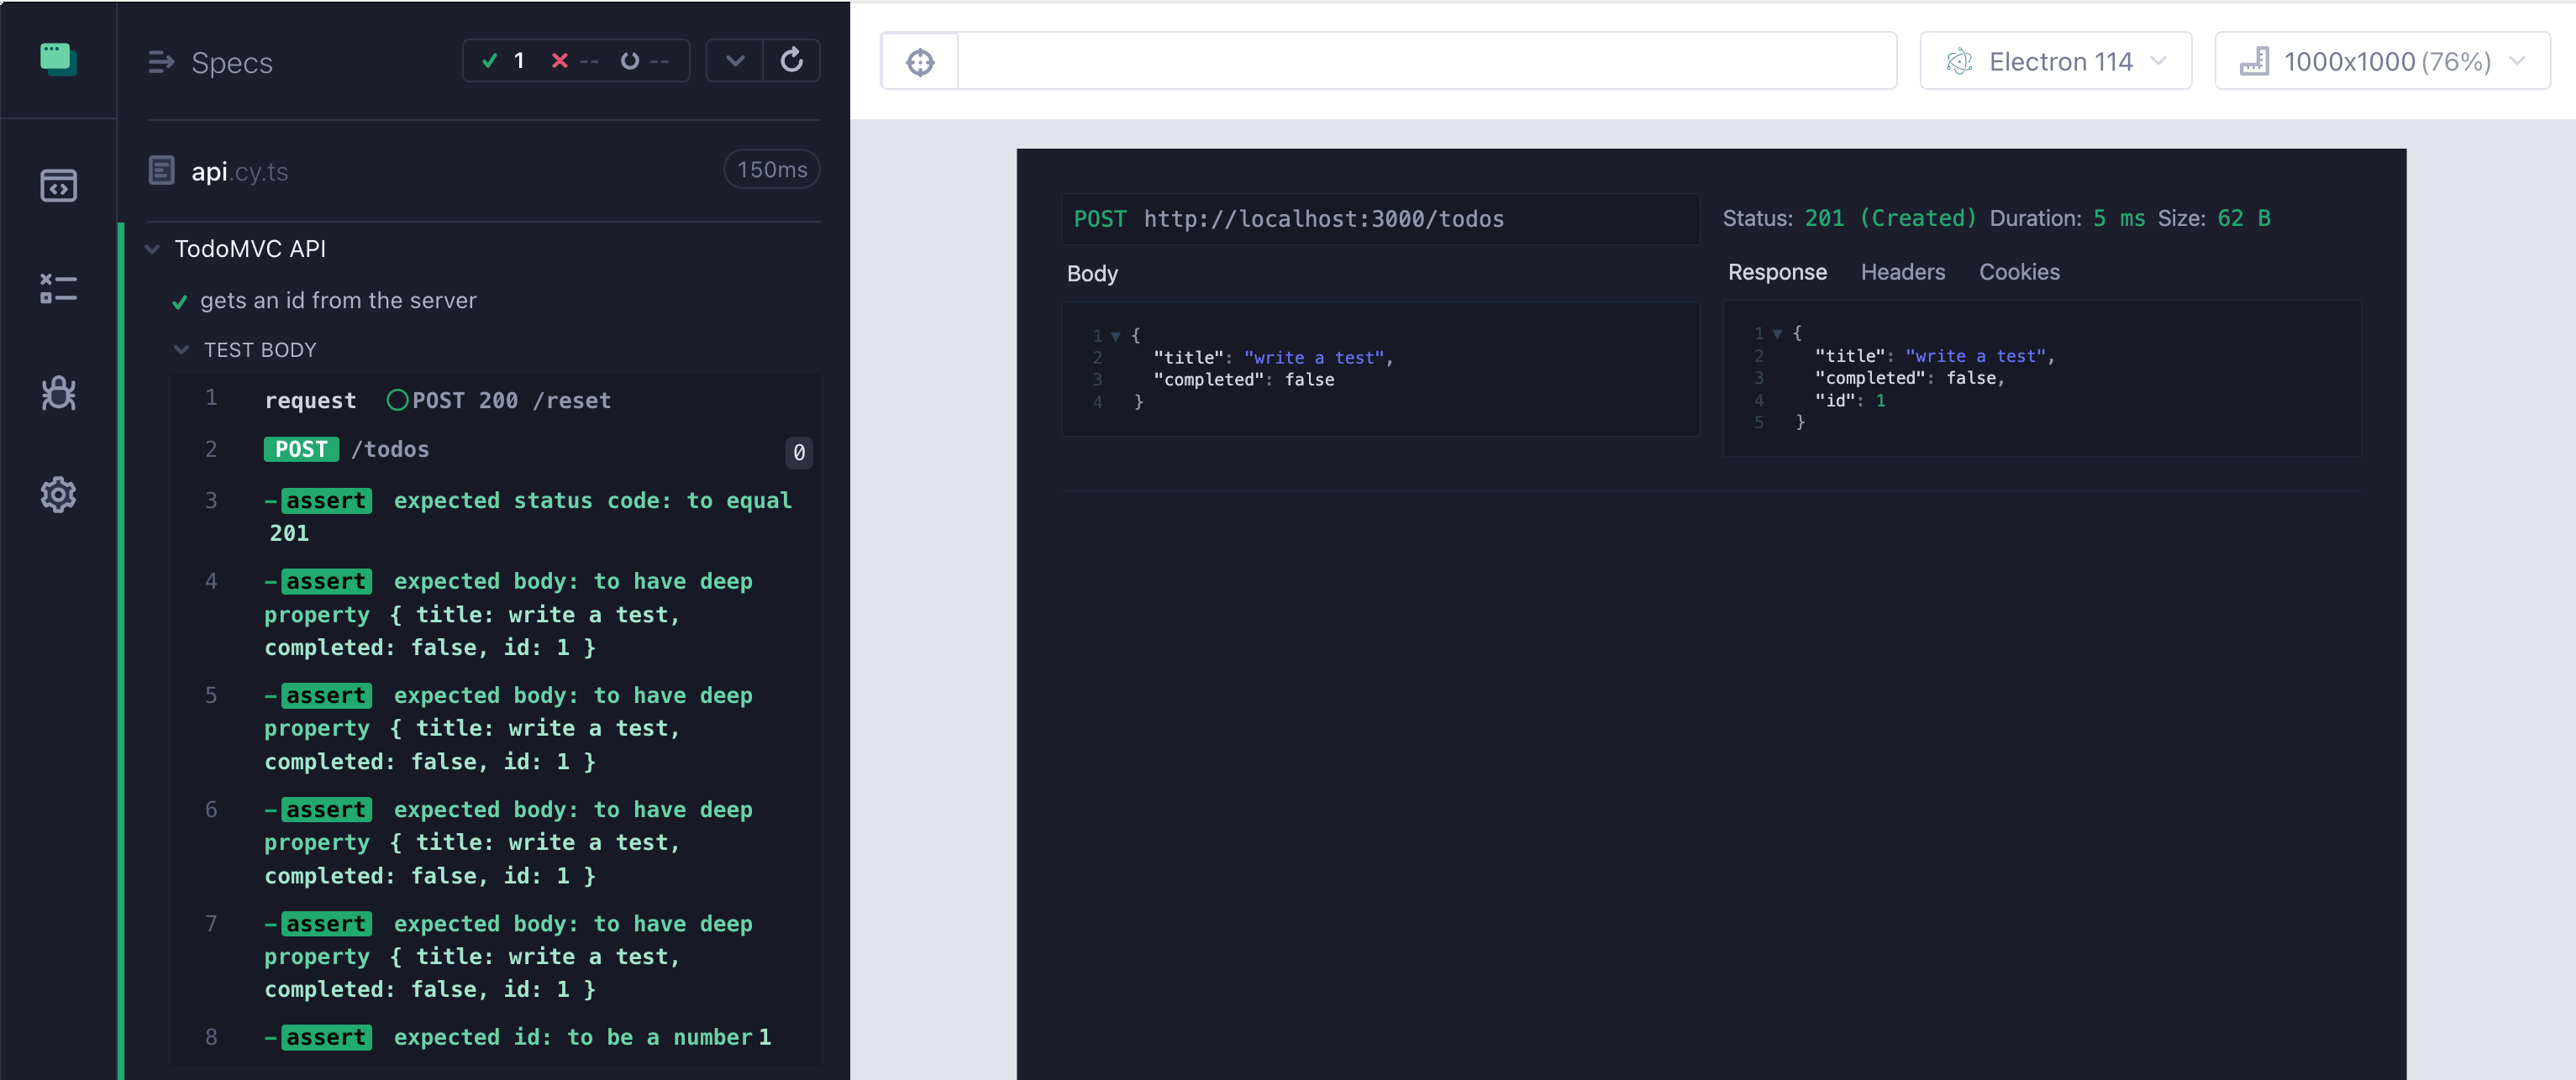 Specs
1 -- --
api.cy.ts 150ms
TodoMVC API
gets an id from the server
TEST BODY
1 request POST 200 /reset
2 POST /todos 0
3 -assert expected status code: to equal
201
4 -assert expected body: to have deep
property { title: write a test,
completed: false, id: 1 }
5 -assert expected body: to have deep
property { title: write a test,
completed: false, id: 1 }
6 -assert expected body: to have deep
property { title: write a test,
completed: false, id: 1 }
7 -assert expected body: to have deep
property { title: write a test,
completed: false, id: 1 }
8 -assert expected id: to be a number 1
Electron 114
1000x1000 (76%)
POST http://localhost:3000/todos
Body
1 {
2 "title": "write a test",
3 "completed": false
4 }
Status: 201 (Created) Duration: 5 ms Size: 62 B
Response Headers Cookies
1 {
2 "title": "write a test",
3 "completed": false,
4 "id": 1
5 }